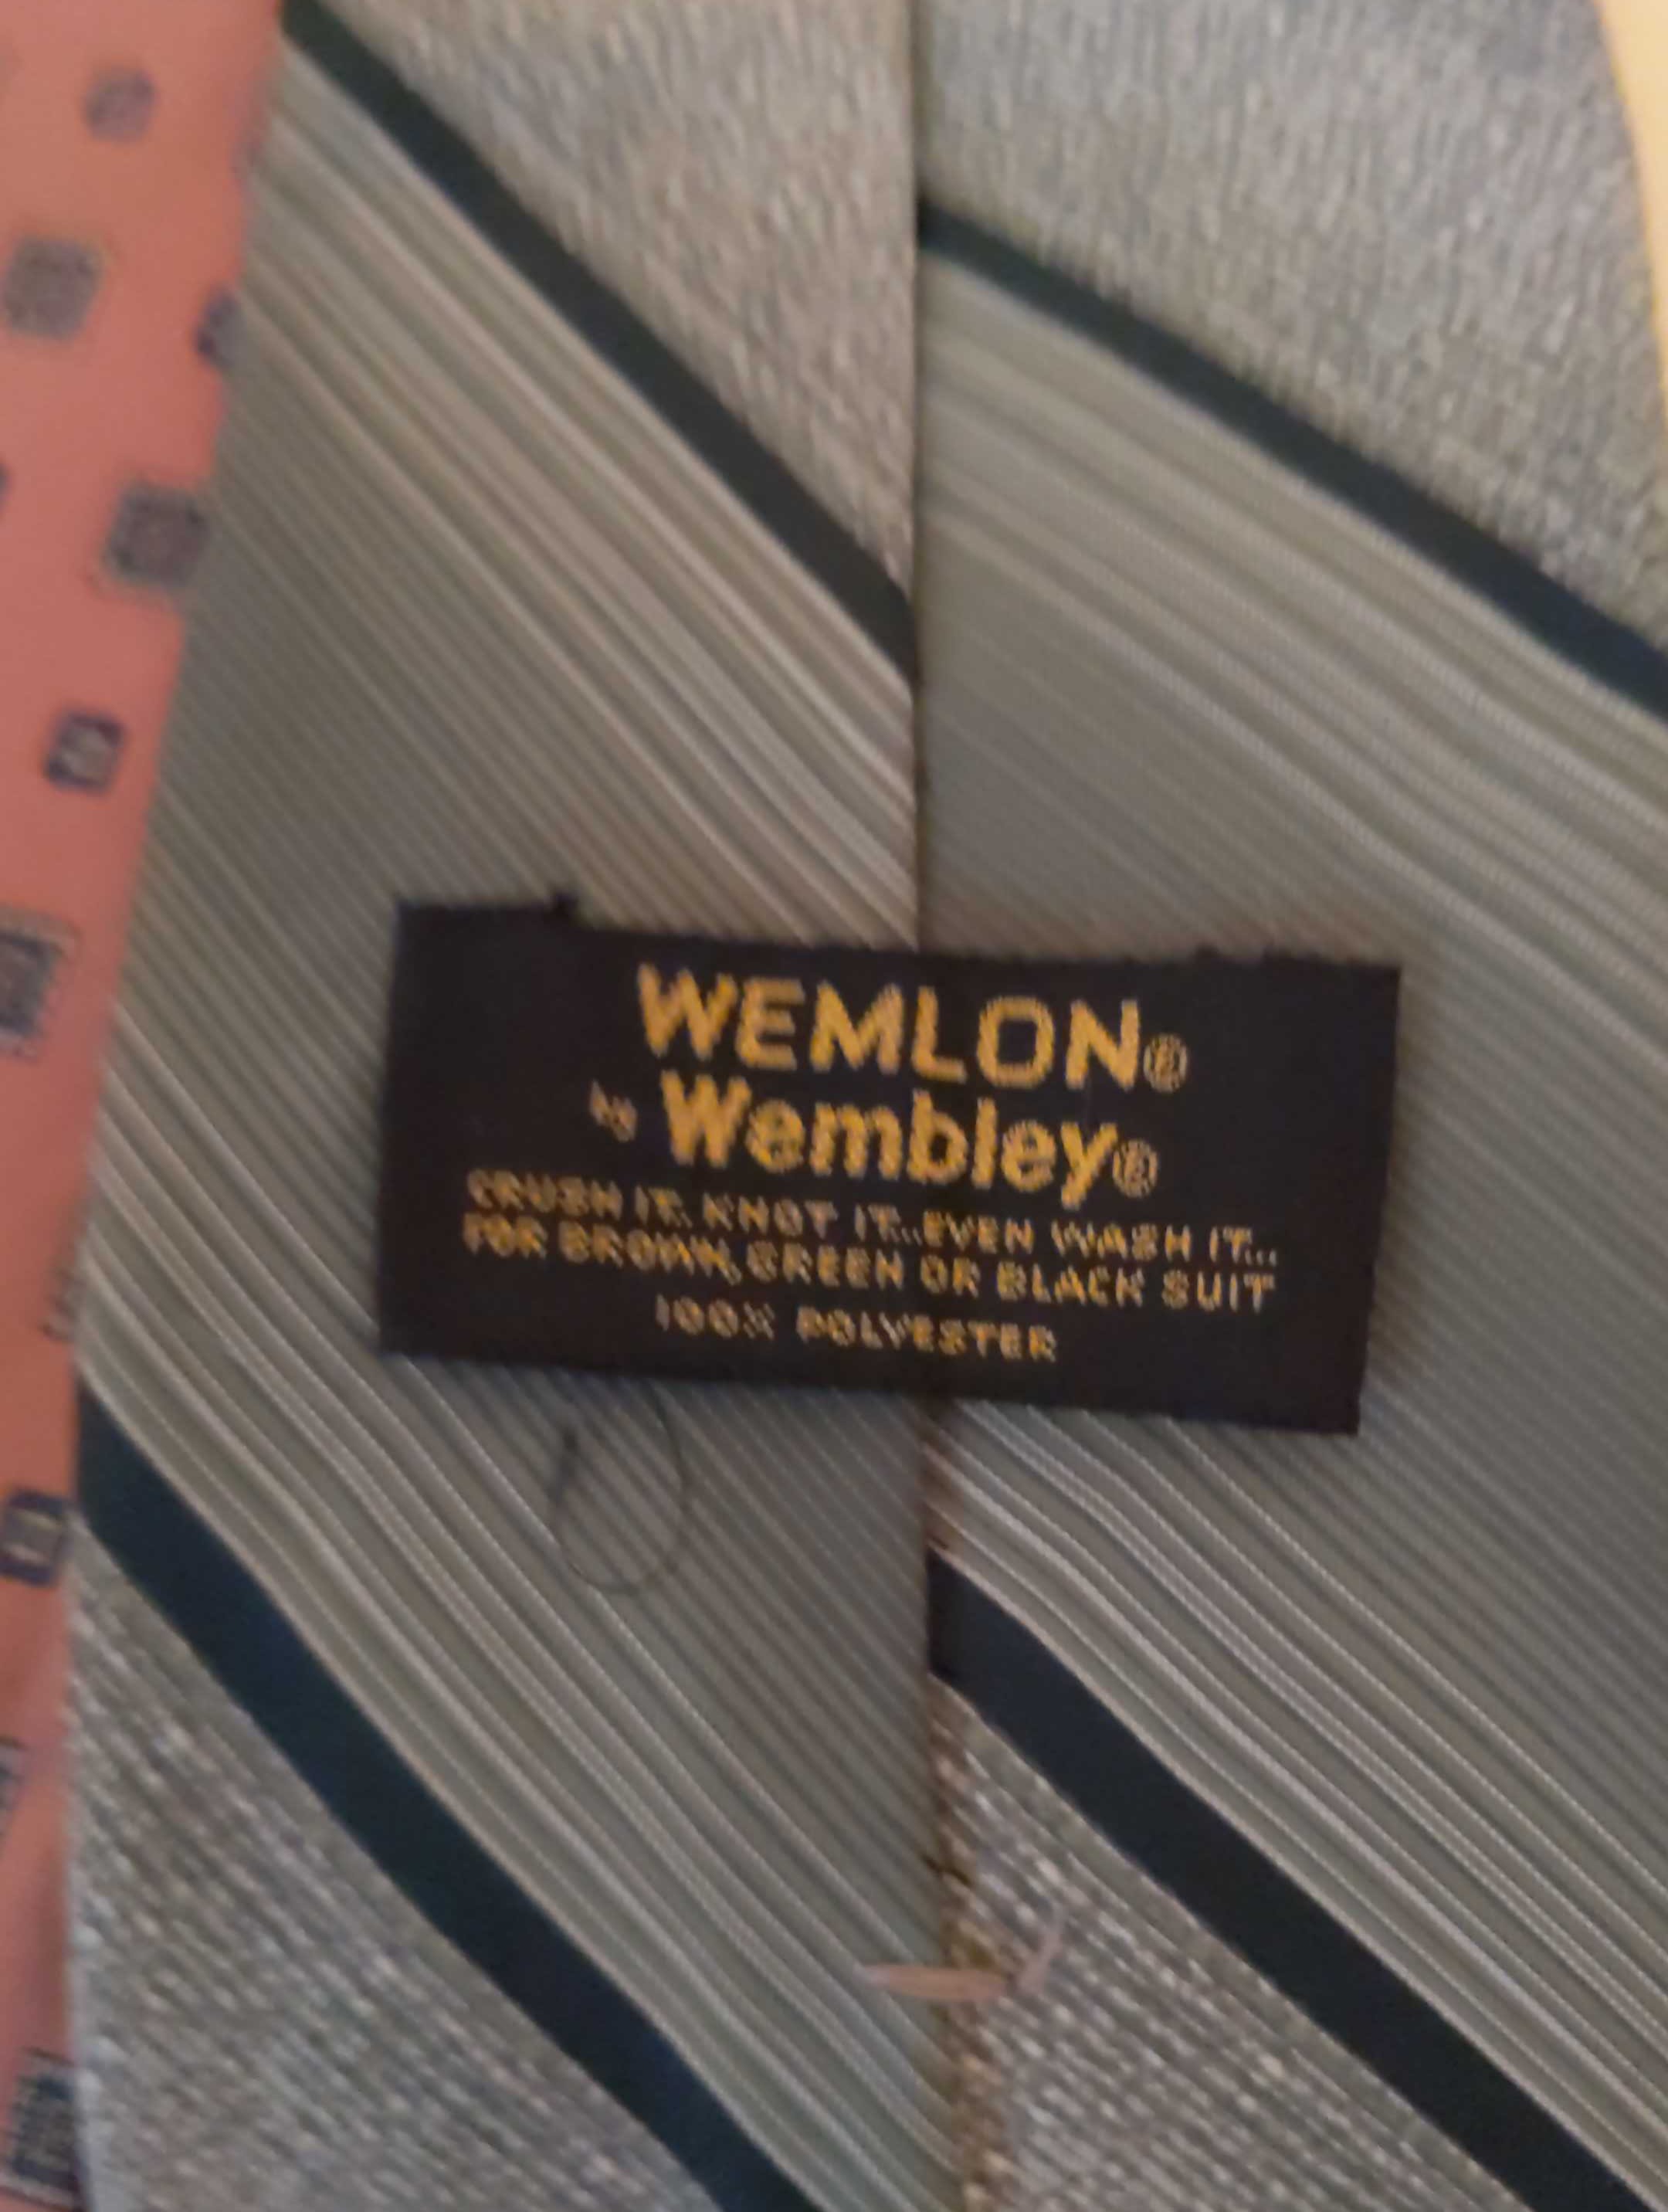 WEMLON®
by Wembley®
CRUSH IT.. KNOT IT...EVEN WASH IT...
FOR BROWN, GREEN OR BLACK SUIT
100% POLYESTER